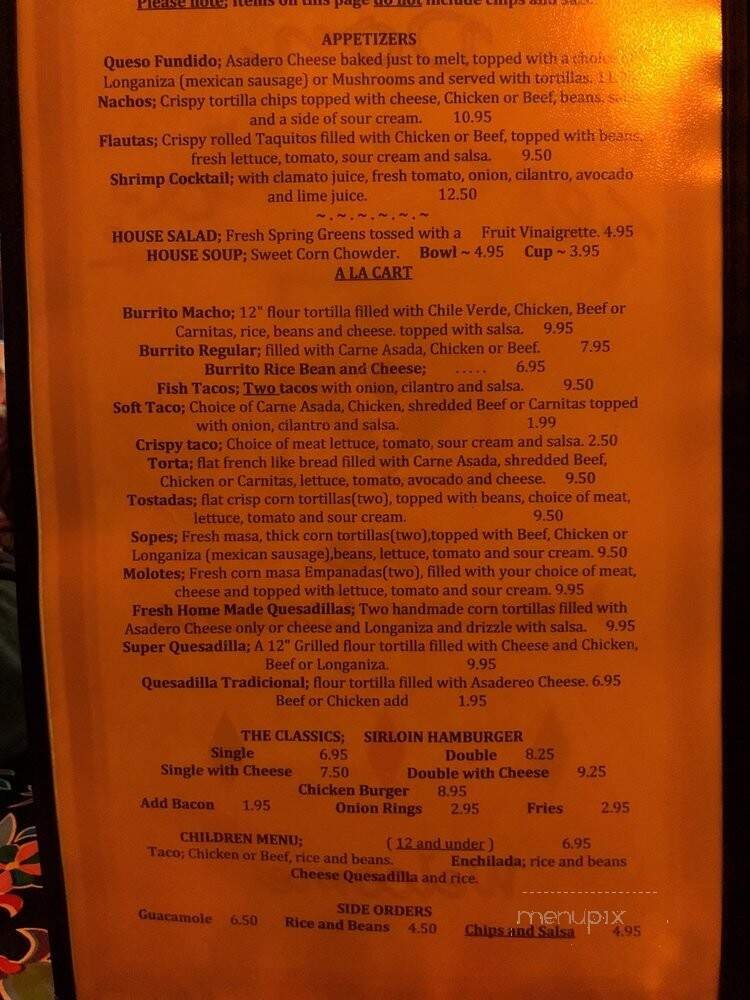 Please note; items on this page do not include chips and salsa.
APPETIZERS
Queso Fundido; Asadero Cheese baked just to melt, topped with a choice of
Longaniza (mexican sausage) or Mushrooms and served with tortillas.
Nachos; Crispy tortilla chips topped with cheese, Chicken or Beef, beans, salsa
and a side of sour cream. 10.95
Flautas; Crispy rolled Taquitos filled with Chicken or Beef, topped with beans,
fresh lettuce, tomato, sour cream and salsa. 9.50
Shrimp Cocktail; with clamato juice, fresh tomato, onion, cilantro, avocado
and lime juice. 12.50
~.~.~.~.~.~
HOUSE SALAD; Fresh Spring Greens tossed with a Fruit Vinaigrette. 4.95
HOUSE SOUP; Sweet Corn Chowder. Bowl ~ 4.95 Cup ~ 3.95
A LA CART
Burrito Macho; 12" flour tortilla filled with Chile Verde, Chicken, Beef or
Carnitas, rice, beans and cheese. topped with salsa. 9.95
Burrito Regular; filled with Carne Asada, Chicken or Beef. 7.95
Burrito Rice Bean and Cheese; ..... 6.95
Fish Tacos; Two tacos with onion, cilantro and salsa. 9.50
Soft Taco; Choice of Carne Asada, Chicken, shredded Beef or Carnitas topped
with onion, cilantro and salsa. 1.99
Crispy taco; Choice of meat lettuce, tomato, sour cream and salsa. 2.50
Torta; flat french like bread filled with Carne Asada, shredded Beef,
Chicken or Carnitas, lettuce, tomato, avocado and cheese. 9.50
Tostadas; flat crisp corn tortillas(two), topped with beans, choice of meat,
lettuce, tomato and sour cream. 9.50
Sopes; Fresh masa, thick corn tortillas(two),topped with Beef, Chicken or
Longaniza (mexican sausage),beans, lettuce, tomato and sour cream. 9.50
Molotes; Fresh corn masa Empanadas(two), filled with your choice of meat,
cheese and topped with lettuce, tomato and sour cream. 9.95
Fresh Home Made Quesadillas; Two handmade corn tortillas filled with
Asadero Cheese only or cheese and Longaniza and drizzle with salsa. 9.95
Super Quesadilla; A 12" Grilled flour tortilla filled with Cheese and Chicken,
Beef or Longaniza. 9.95
Quesadilla Tradicional; flour tortilla filled with Asadereo Cheese. 6.95
Beef or Chicken add 1.95
THE CLASSICS; SIRLOIN HAMBURGER
Single 6.95 Double 8.25
Single with Cheese 7.50 Double with Cheese 9.25
Chicken Burger 8.95
Add Bacon 1.95 Onion Rings 2.95 Fries 2.95
CHILDREN MENU; ( 12 and under ) 6.95
Taco; Chicken or Beef, rice and beans. Enchilada; rice and beans
Cheese Quesadilla and rice.
SIDE ORDERS
Guacamole 6.50 Rice and Beans 4.50 Chips and Salsa 4.95
menupix